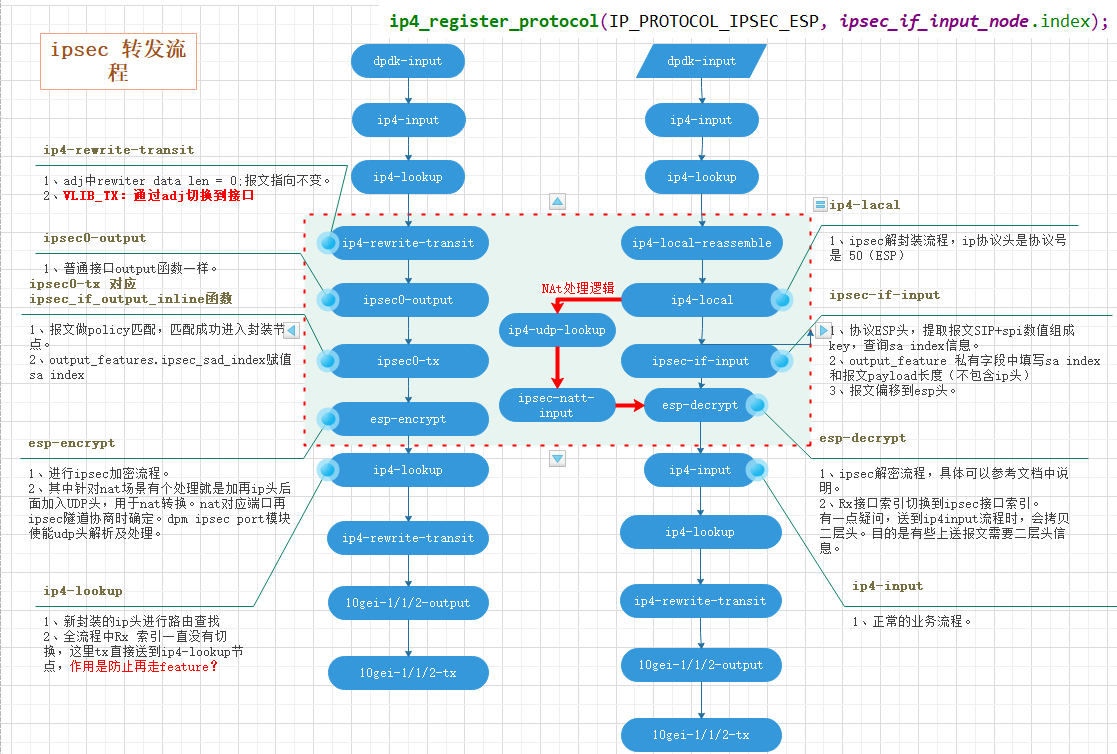 ip4_register_protocol(IP_PROTOCOL_IPSEC_ESP, ipsec_if_input_node.index);
ipsec 转发流
程
dpdk-input
ip4-input
ip4-lookup
ip4-rewrite-transit
ipsec0-output
ipsec0-tx
esp-encrypt
ip4-lookup
ip4-rewrite-transit
10gei-1/1/2-output
10gei-1/1/2-tx
dpdk-input
ip4-input
ip4-lookup
ip4-local-reassemble
ip4-local
ipsec-if-input
esp-decrypt
ip4-input
ip4-lookup
ip4-rewrite-transit
10gei-1/1/2-output
10gei-1/1/2-tx
NAt处理逻辑
ip4-udp-lookup
ipsec-natt-
input
ip4-rewrite-transit
1、adj中rewiter data len = 0;报文指向不变。
2、VLIB_TX: 通过adj切换到接口
ipsec0-output
1、普通接口output函数一样。
ipsec0-tx 对应
ipsec_if_output_inline函数
1、报文做policy匹配，匹配成功进入封装节
点。
2、output_features.ipsec_sad_index赋值
sa index
esp-encrypt
1、进行ipsec加密流程。
2、其中针对nat场景有个处理就是加再ip头后
面加入UDP头，用于nat转换。nat对应端口再
ipsec隧道协商时确定。dpm ipsec port模块
使能udp头解析及处理。
ip4-lookup
1、新封装的ip头进行路由查找
2、全流程中Rx 索引一直没有切
换，这里tx直接送到ip4-lookup节
点，作用是防止再走feature？
ip4-lacal
1、ipsec解封装流程，ip协议头是协议号
是 50（ESP）
ipsec-if-input
1、协议ESP头，提取报文SIP+spi数值组成
key，查询sa index信息。
2、output_feature 私有字段中填写sa index
和报文payload长度（不包含ip头）
3、报文偏移到esp头。
esp-decrypt
1、ipsec解密流程，具体可以参考文档中说
明。
2、Rx接口索引切换到ipsec接口索引。
有一点疑问，送到ip4input流程时，会拷贝
二层头。目的是有些上送报文需要二层头信
息。
ip4-input
1、正常的业务流程。